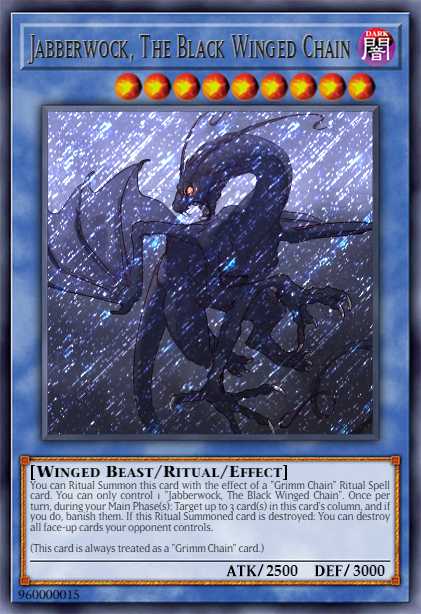 Jabberwock, The Black Winged Chain
DARK
闇
[Winged Beast/Ritual/Effect]
You can Ritual Summon this card with the effect of a "Grimm Chain" Ritual Spell
card. You can only control 1 "Jabberwock, The Black Winged Chain". Once per
turn, during your Main Phase(s): Target up to 3 card(s) in this card's column, and if
you do, banish them. If this Ritual Summoned card is destroyed: You can destroy
all face-up cards your opponent controls.
(This card is always treated as a "Grimm Chain" card.)
ATK/2500 DEF/3000
960000015